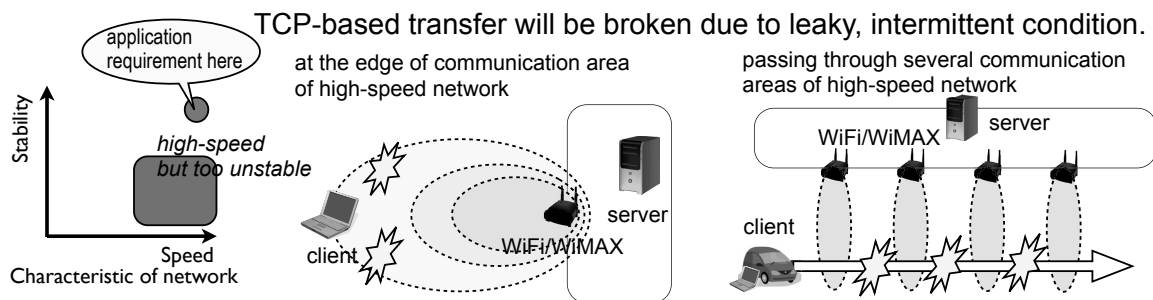 TCP-based transfer will be broken due to leaky, intermittent condition.
application
requirement here
Stability
high-speed
but too unstable
Speed
Characteristic of network
at the edge of communication area
of high-speed network
client
WiFi/WiMAX
server
passing through several communication
areas of high-speed network
server
WiFi/WiMAX
client